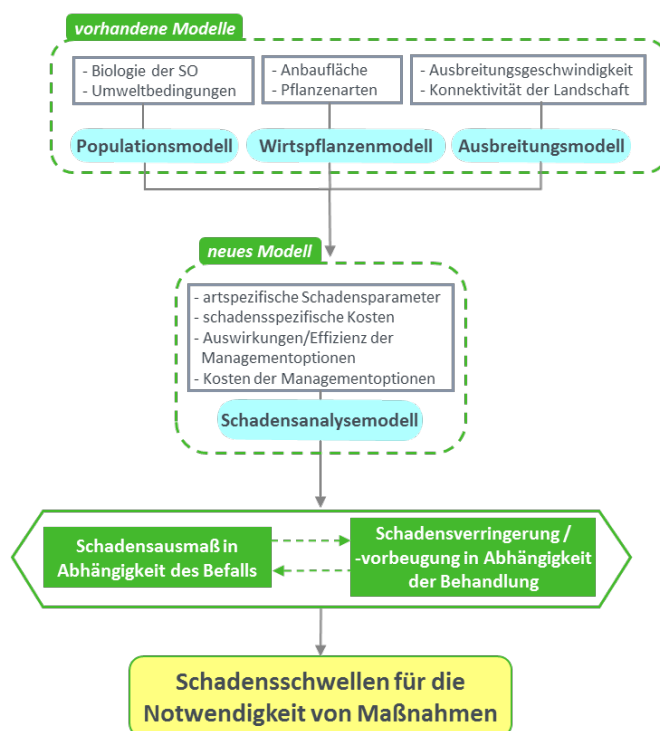 vorhandene Modelle
- Biologie der SO
- Umweltbedingungen
Populationsmodell
- Anbaufläche
- Pflanzenarten
Wirtspflanzenmodell
- Ausbreitungsgeschwindigkeit
- Konnektivität der Landschaft
Ausbreitungsmodell
neues Modell
- artspezifische Schadensparameter
- schadensspezifische Kosten
- Auswirkungen/Effizienz der
Managementoptionen
- Kosten der Managementoptionen
Schadensanalysemodell
Schadensausmaß in
Abhängigkeit des Befalls
Schadensverringerung /
-vorbeugung in Abhängigkeit
der Behandlung
Schadensschwellen für die
Notwendigkeit von Maßnahmen